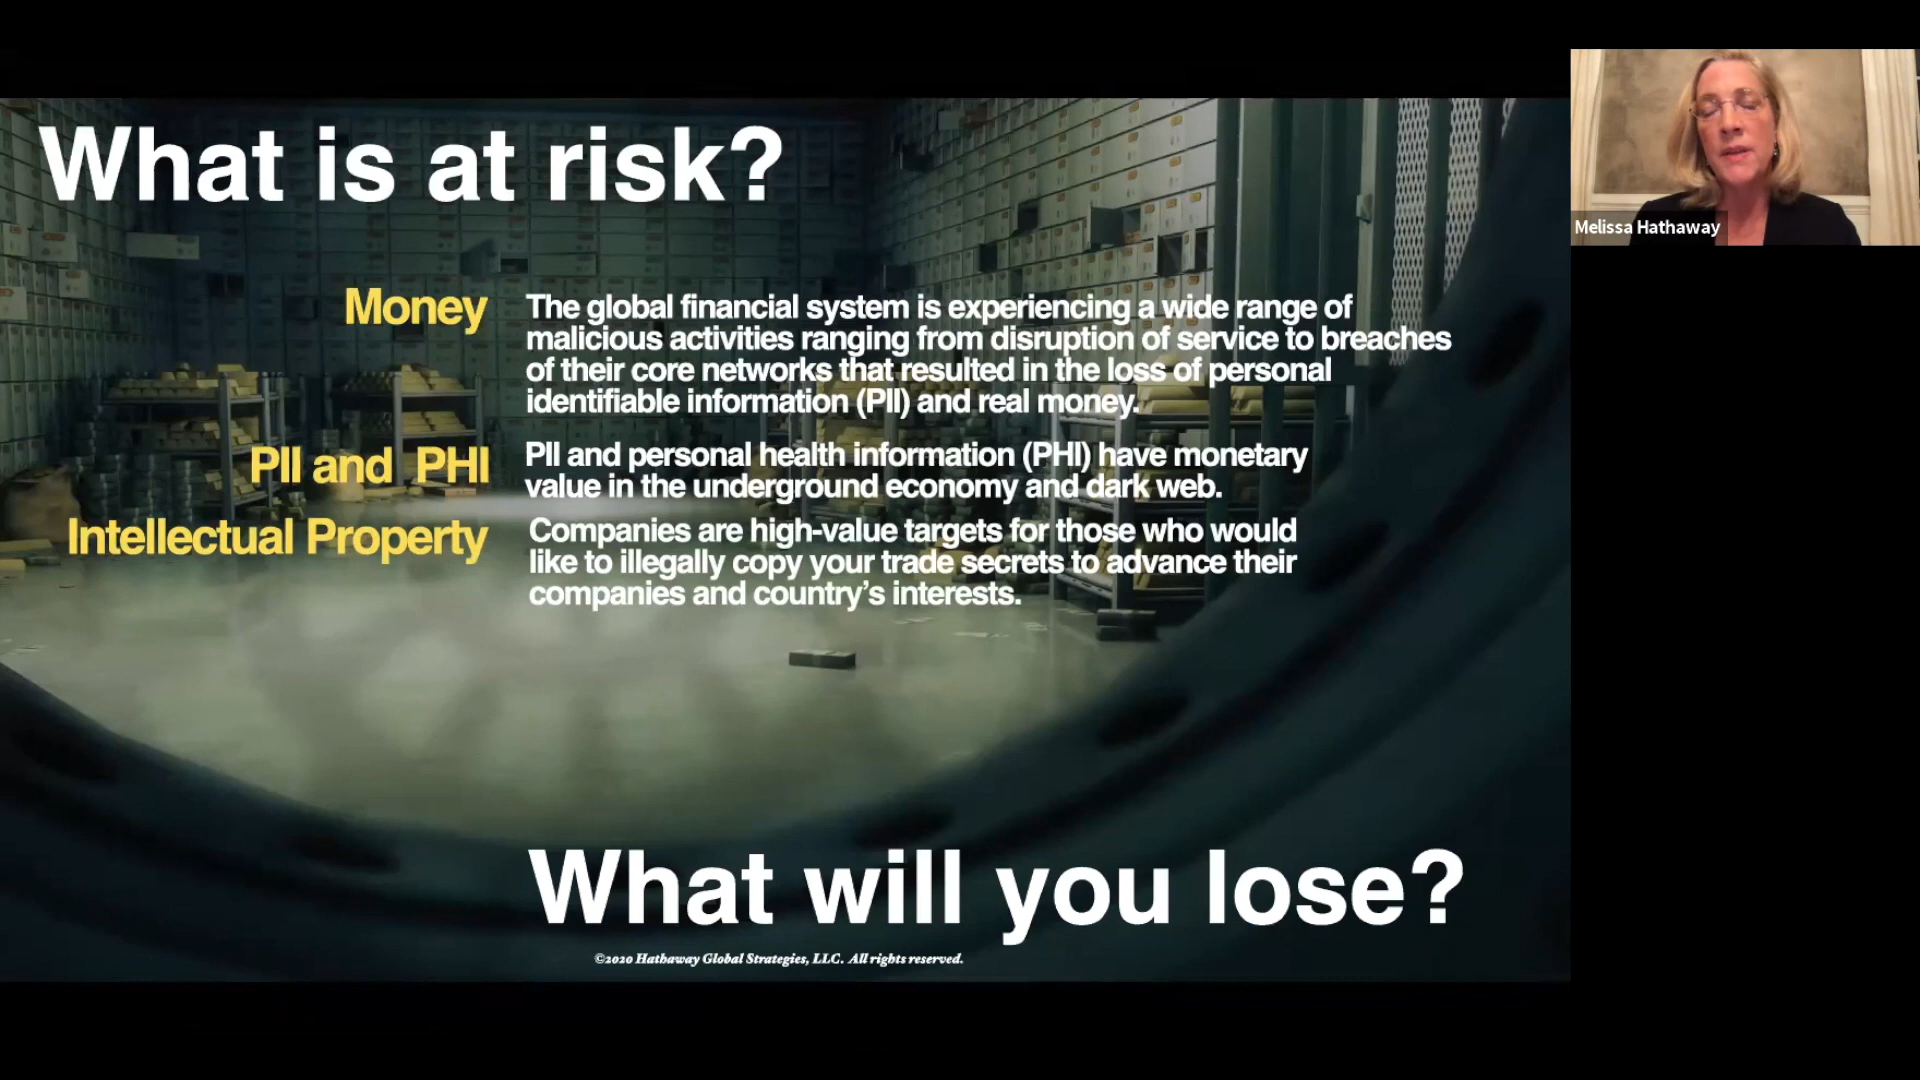 What is at risk?
Melissa Hathaway
Money
The global financial system is experiencing a wide range of
malicious activities ranging from disruption of service to breaches
of their core networks that resulted in the loss of personal
identifiable information (PII) and real money.
PII and PHI
PII and personal health information (PHI) have monetary
value in the underground economy and dark web.
Intellectual Property
Companies are high-value targets for those who would
like to illegally copy your trade secrets to advance their
companies and country’s interests.
What will you lose?
©2020 Hathaway Global Strategies, LLC. All rights reserved.